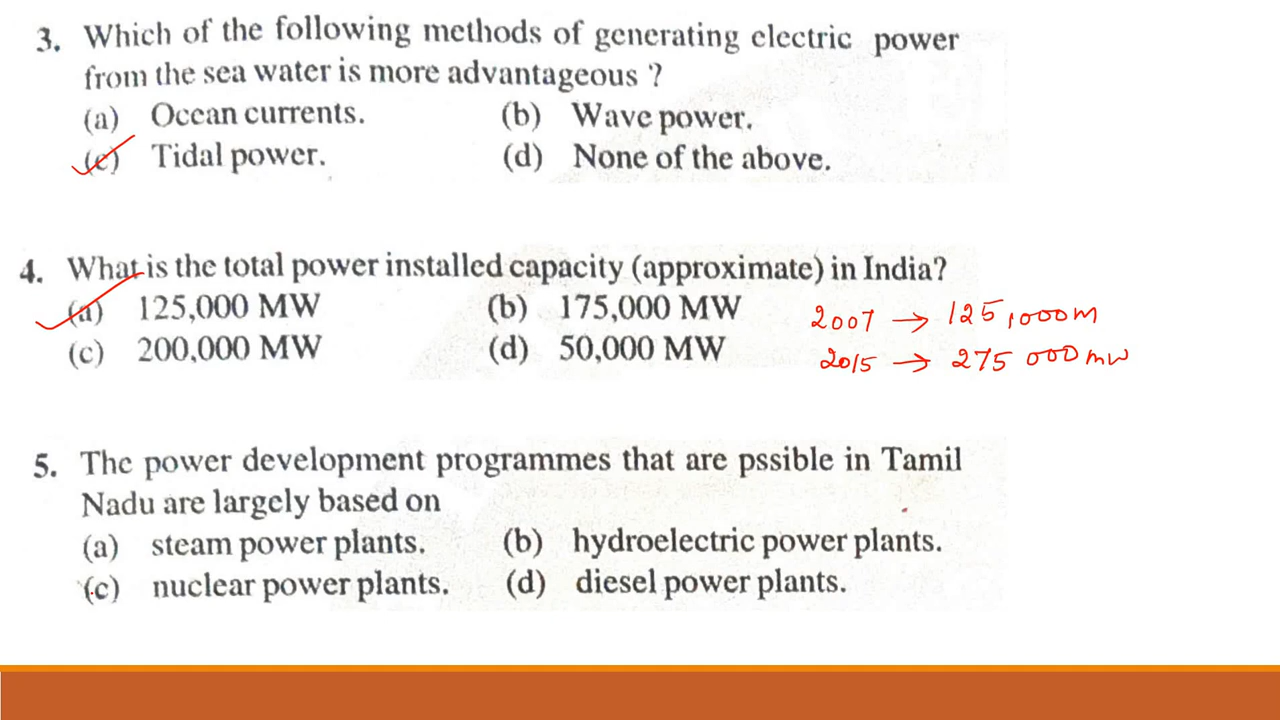 3. Which of the following methods of generating electric power
from the sea water is more advantageous ?
(a) Ocean currents. (b) Wave power.
(c) Tidal power. (d) None of the above.
4. What is the total power installed capacity (approximate) in India?
(a) 125,000 MW (b) 175,000 MW
2007 → 125,000m
(c) 200,000 MW (d) 50,000 MW
2015 → 275 000 mw
5. The power development programmes that are pssible in Tamil
Nadu are largely based on
(a) steam power plants. (b) hydroelectric power plants.
(c) nuclear power plants. (d) diesel power plants.